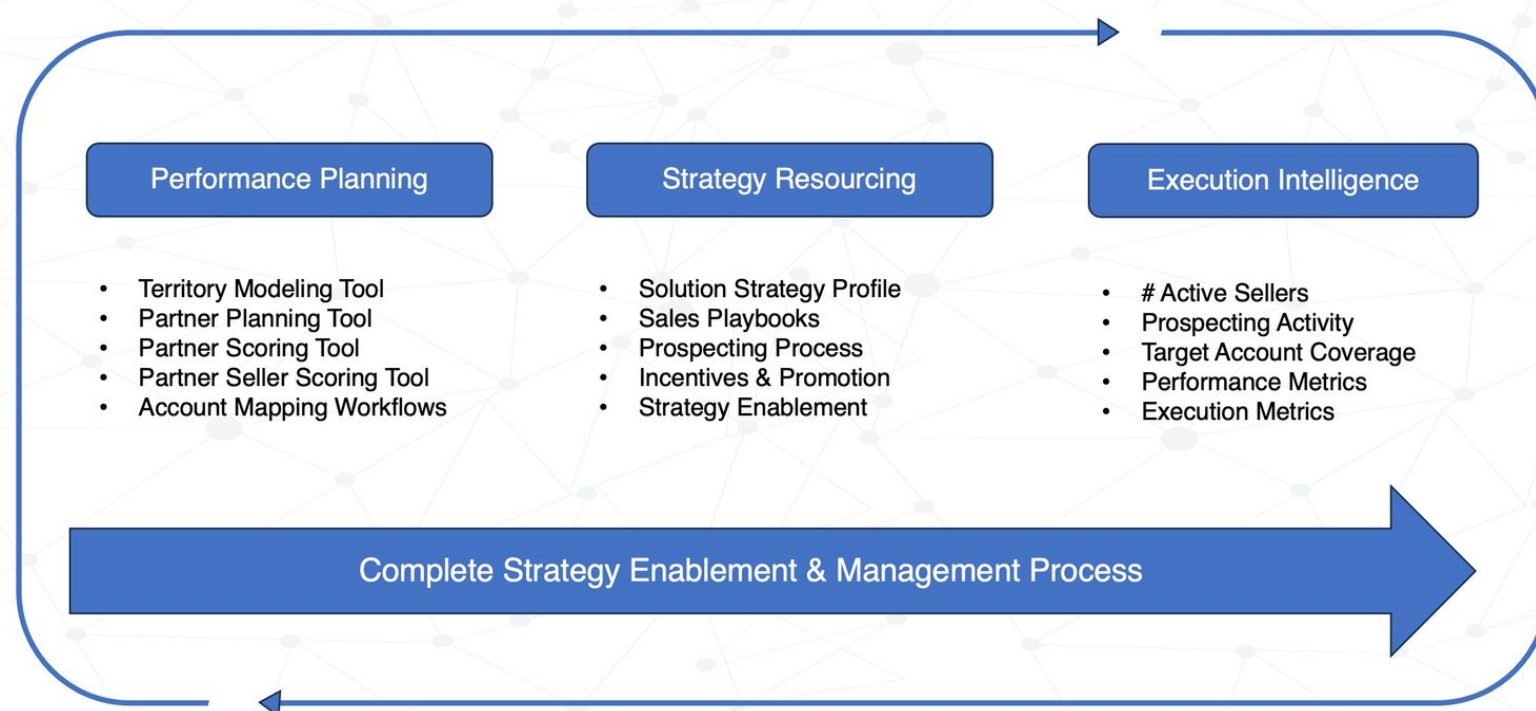 Performance Planning
• Territory Modeling Tool
• Partner Planning Tool
• Partner Scoring Tool
• Partner Seller Scoring Tool
• Account Mapping Workflows
Strategy Resourcing
• Solution Strategy Profile
• Sales Playbooks
• Prospecting Process
• Incentives & Promotion
• Strategy Enablement
Execution Intelligence
• # Active Sellers
• Prospecting Activity
• Target Account Coverage
• Performance Metrics
• Execution Metrics
Complete Strategy Enablement & Management Process